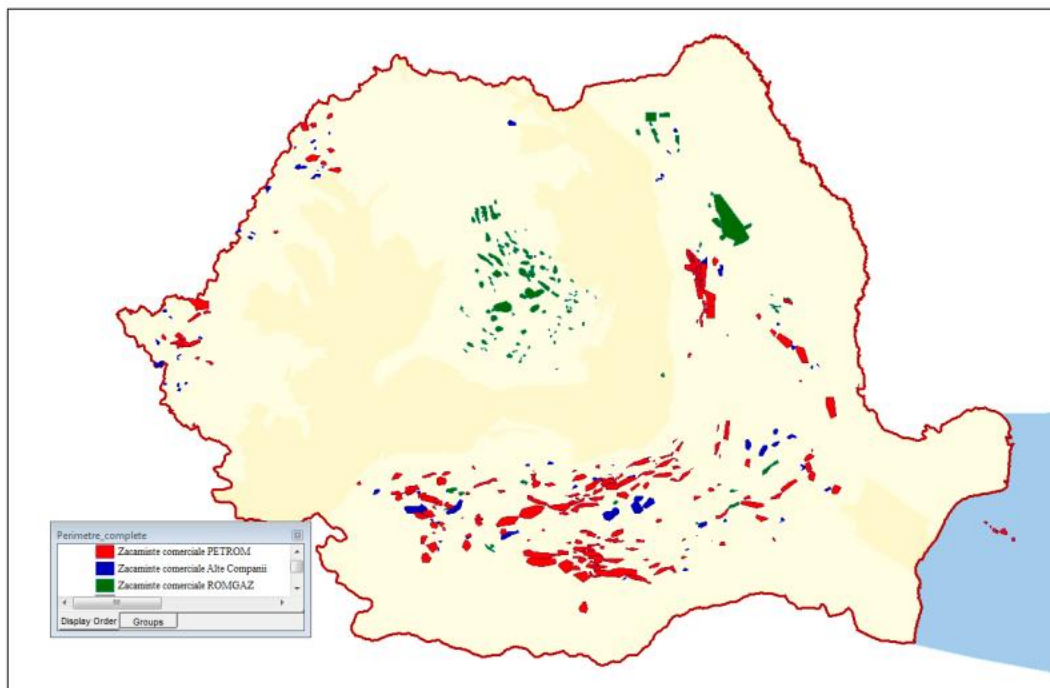 Perimetre_complete
Zacaminte comerciale PETROM
Zacaminte comerciale Alte Companii
Zacaminte comerciale ROMGAZ
Display Order
Groups